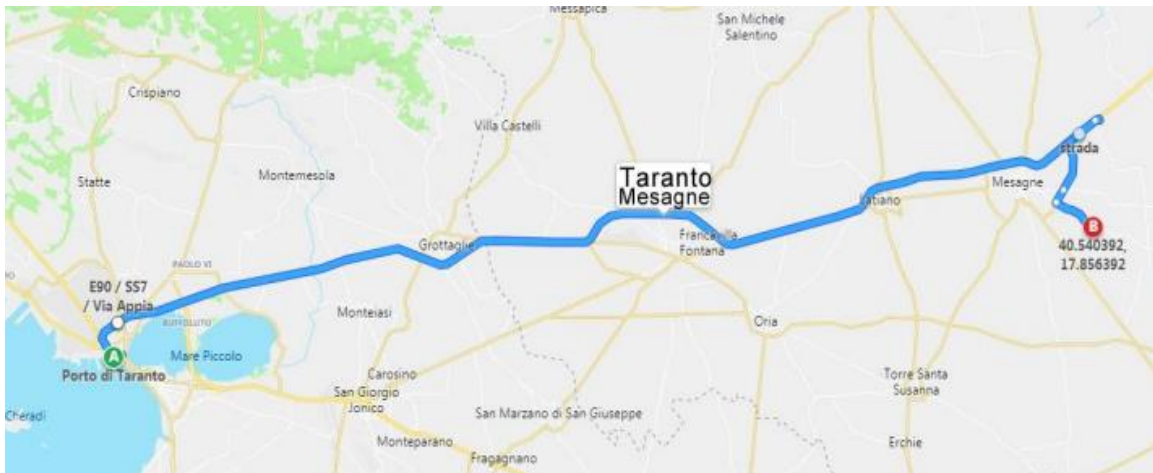 Messapica
San Michele
Salentino
Crispiano
Villa Castelli
strada
Taranto
Mesagne
Statte
Montemesola
Mesagne
Latiano
Grottaglie
Francavilla
Fontana
40.540392,
17.856392
B
PAOLO VI
E90 / SS7
/ Via Appia
BUFFOLUTO
Monteiasi
Oria
A
Mare Piccolo
Porto di Taranto
Carosino
Torre Santa
Susanna
San Giorgio
Jonico
Cheradi
San Marzano di San Giuseppe
Monteparano
Erchie
Fragagnano